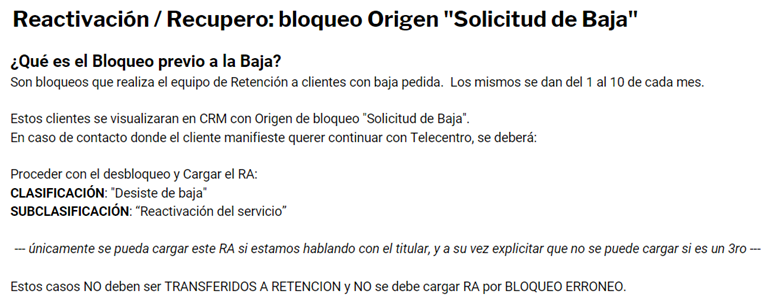 Reactivación / Recupero: bloqueo Origen "Solicitud de Baja"
¿Qué es el Bloqueo previo a la Baja?
Son bloqueos que realiza el equipo de Retención a clientes con baja pedida.  Los mismos se dan del 1 al 10 de cada mes.
Estos clientes se visualizaran en CRM con Origen de bloqueo "Solicitud de Baja".
En caso de contacto donde el cliente manifieste querer continuar con Telecentro, se deberá:
Proceder con el desbloqueo y Cargar el RA:
CLASIFICACIÓN: "Desiste de baja"
SUBCLASIFICACIÓN: “Reactivación del servicio”
--- únicamente se pueda cargar este RA si estamos hablando con el titular, y a su vez explicitar que no se puede cargar si es un 3ro ---
Estos casos NO deben ser TRANSFERIDOS A RETENCION y NO se debe cargar RA por BLOQUEO ERRONEO.